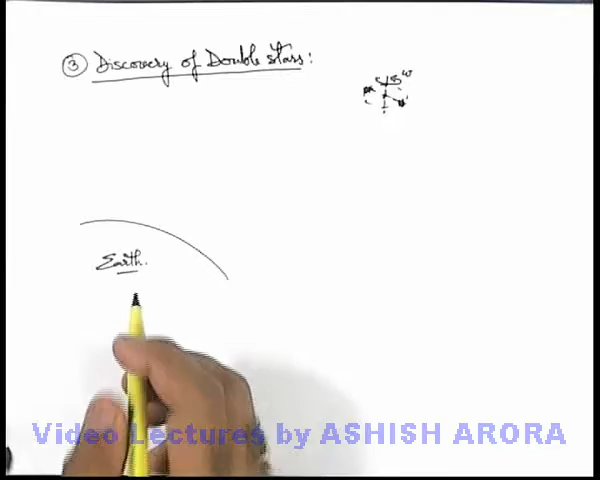 ③ Discovery of Double stars :
ω
Earth.
Video Lectures by ASHISH ARORA